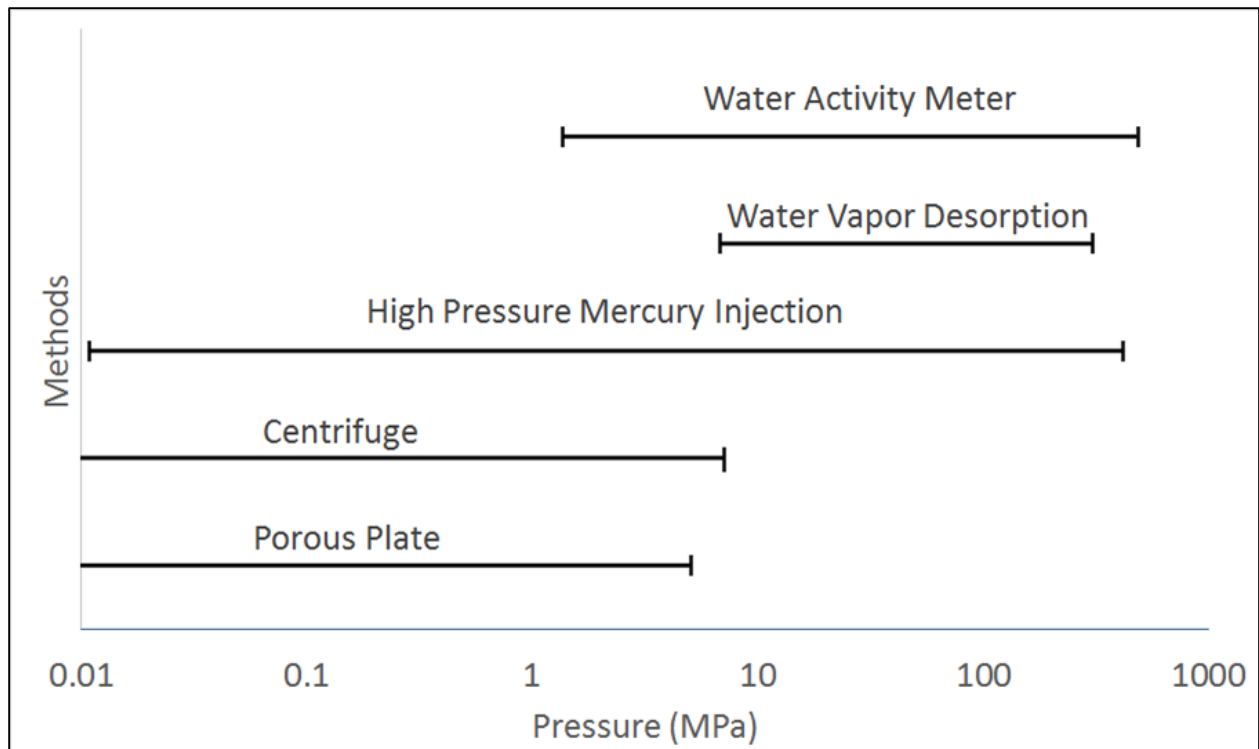 Water Activity Meter
Water Vapor Desorption
High Pressure Mercury Injection
Centrifuge
Porous Plate
Methods
0.01 0.1 1 10 100 1000
Pressure (MPa)